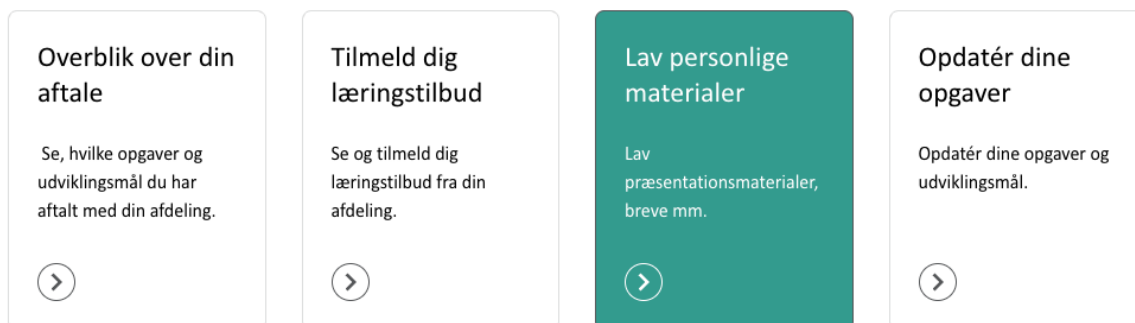 Overblik over din
aftale
Se, hvilke opgaver og
udviklingsmål du har
aftalt med din afdeling.
Tilmeld dig
læringstilbud
Se og tilmeld dig
læringstilbud fra din
afdeling.
Lav personlige
materialer
Lav
præsentationsmaterialer,
breve mm.
Opdatér dine
opgaver
Opdatér dine opgaver og
udviklingsmål.